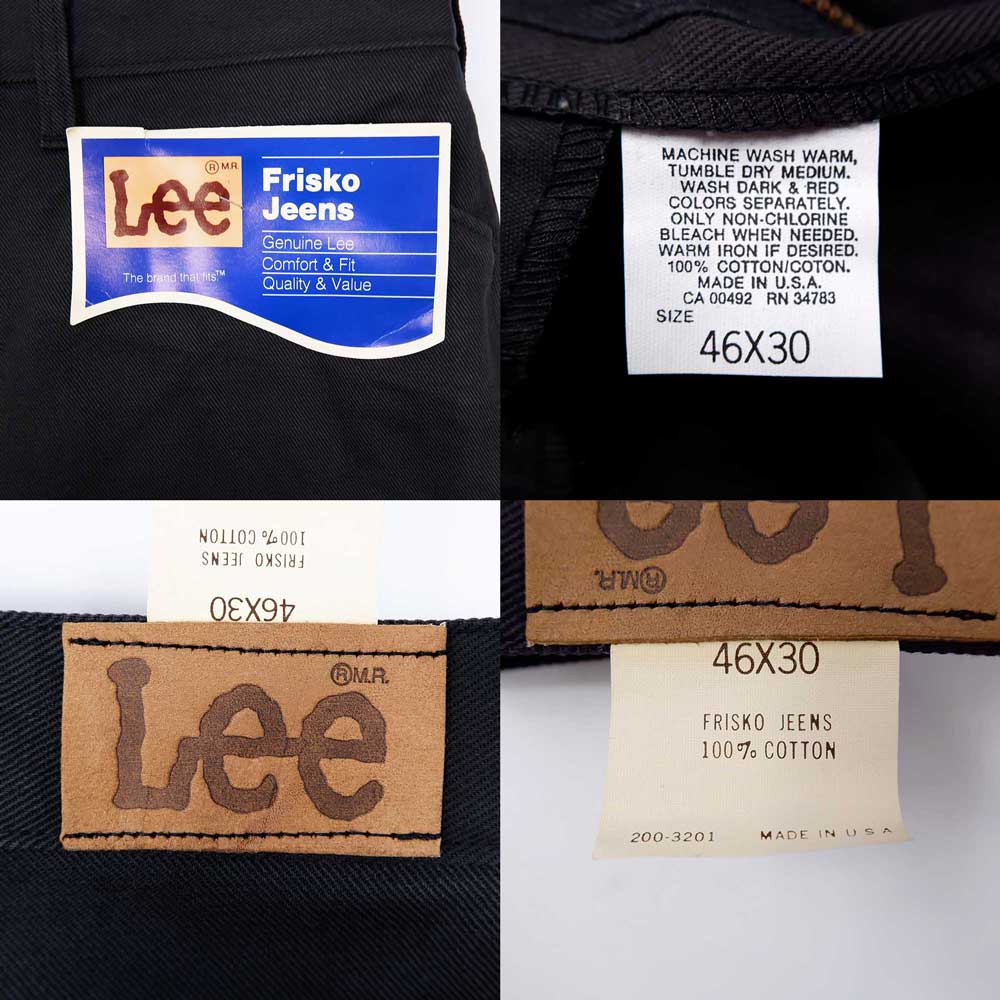 ® M.R.
Lee
Frisko
Jeens
Genuine Lee
Comfort & Fit
Quality & Value
The brand that fits.™
MACHINE WASH WARM,
TUMBLE DRY MEDIUM.
WASH DARK & RED
COLORS SEPARATELY.
ONLY NON-CHLORINE
BLEACH WHEN NEEDED.
WARM IRON IF DESIRED.
100% COTTON/COTON.
MADE IN U.S.A.
CA 00492 RN 34783
SIZE
46X30
100% COTTON
FRISKO JEENS
46X30
®M.R.
Lee
Lee
®M.R.
46X30
FRISKO JEENS
100% COTTON
200-3201 MADE IN U S A